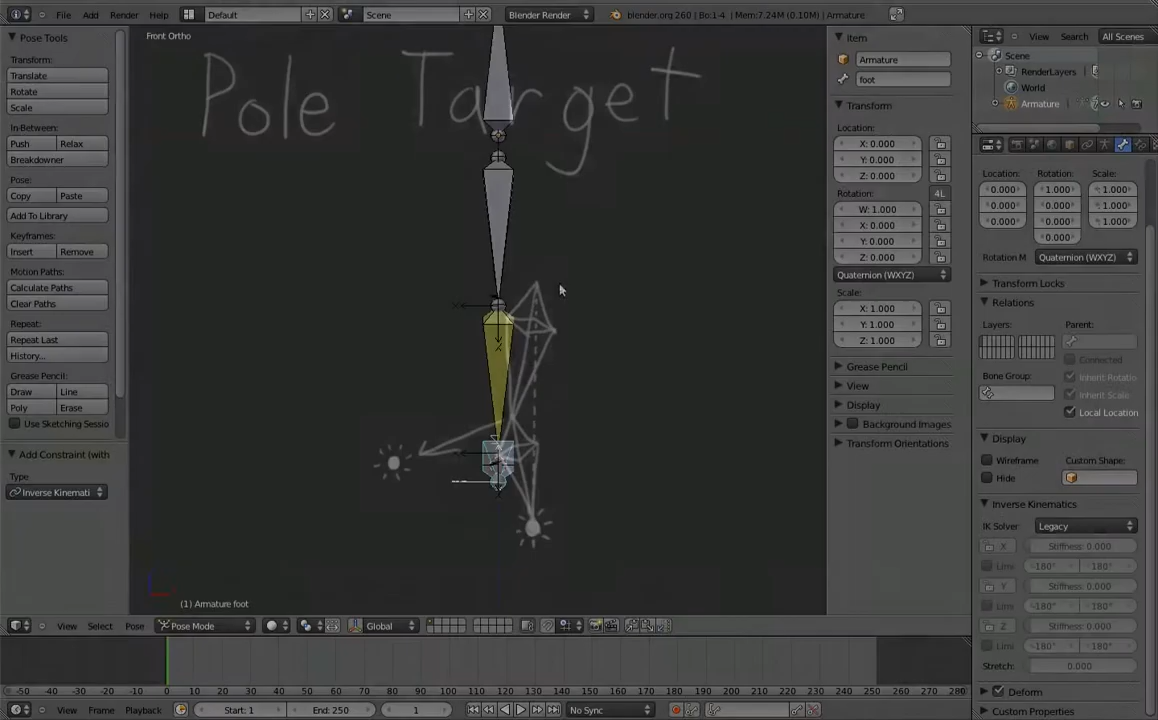 File Add Render Help Default Scene Blender Render blender.org 260 | Bo:1-4 | Mem:7.24M (0.10M) | Armature
Pose Tools
Transform:
Translate
Rotate
Scale
In-Between:
Push Relax
Breakdowner
Pose:
Copy Paste
Add To Library
Keyframes:
Insert Remove
Motion Paths:
Calculate Paths
Clear Paths
Repeat:
Repeat Last
History...
Grease Pencil:
Draw Line
Poly Erase
Use Sketching Sessio
Add Constraint (with
Type
Inverse Kinemati
Front Ortho
Pole Target
(1) Armature foot
Item
Armature
foot
Transform
Location:
X: 0.000
Y: 0.000
Z: 0.000
Rotation:
4L
W: 1.000
X: 0.000
Y: 0.000
Z: 0.000
Quaternion (WXYZ)
Scale:
X: 1.000
Y: 1.000
Z: 1.000
Grease Pencil
View
Display
Background Images
Transform Orientations
View Search All Scenes
Scene
RenderLayers
World
Armature
Location: Rotation: Scale:
0.000 1.000 1.000
0.000 0.000 1.000
0.000 0.000 1.000
0.000
Rotation M Quaternion (WXYZ)
Transform Locks
Relations
Layers: Parent:
Connected
Bone Group: Inherit Rotatio
Inherit Scale
Local Location
Display
Wireframe Custom Shape:
Hide
Inverse Kinematics
IK Solver: Legacy
X Stiffness: 0.000
Limi -180° 180°
Y Stiffness: 0.000
Limi -180° 180°
Z Stiffness: 0.000
Limi -180° 180°
Stretch: 0.000
Deform
Custom Properties
View Select Pose Pose Mode Global
-50 -40 -30 -20 -10 0 10 20 30 40 50 60 70 80 90 100 110 120 130 140 150 160 170 180 190 200 210 220 230 240 250 260 270 280
View Frame Playback Start: 1 End: 250 1 No Sync